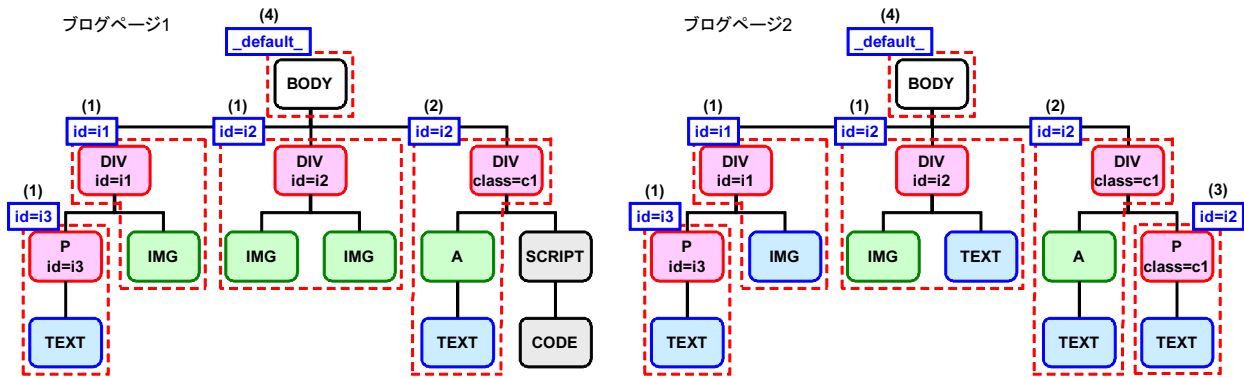 ブログページ1
(4)
_default_
BODY
(1)
id=i1
(1)
id=i2
(2)
id=i2
DIV
id=i1
DIV
id=i2
DIV
class=c1
(1)
id=i3
P
id=i3
IMG
IMG
IMG
A
SCRIPT
TEXT
TEXT
CODE
ブログページ2
(4)
_default_
BODY
(1)
id=i1
(1)
id=i2
(2)
id=i2
DIV
id=i1
DIV
id=i2
DIV
class=c1
(1)
id=i3
(3)
id=i2
P
id=i3
IMG
IMG
TEXT
A
P
class=c1
TEXT
TEXT
TEXT